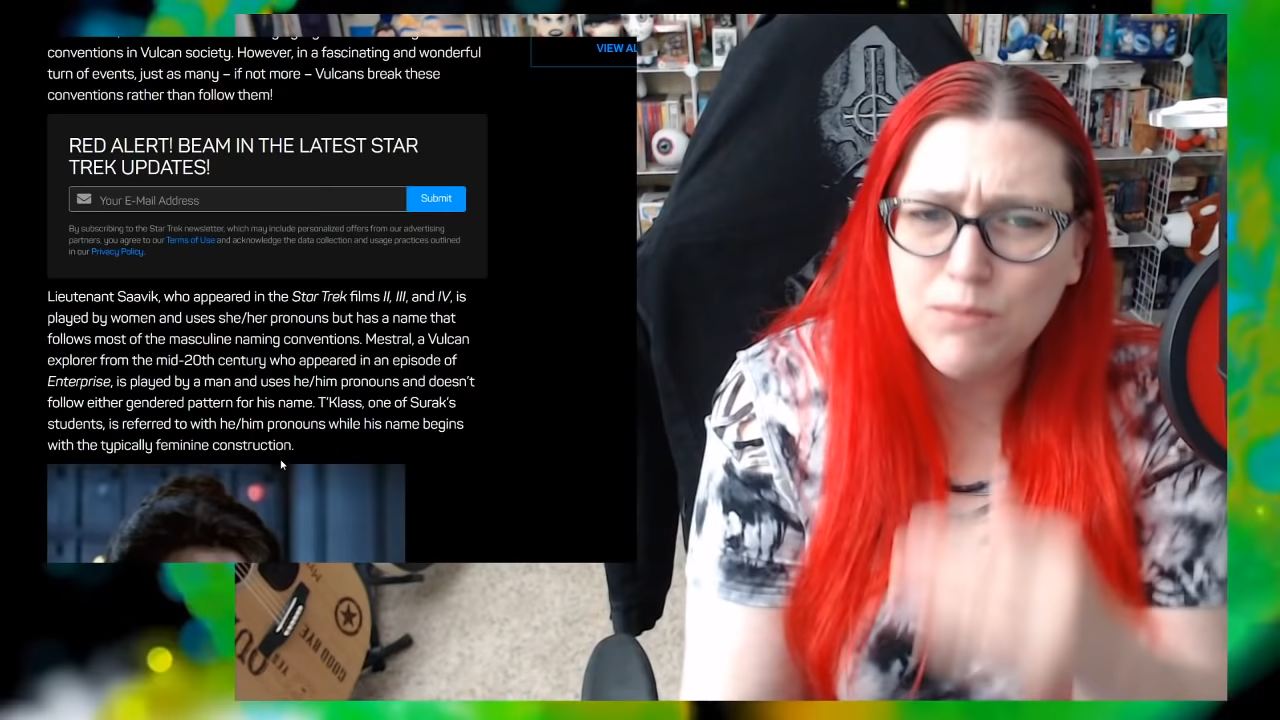 conventions in Vulcan society. However, in a fascinating and wonderful
turn of events, just as many – if not more – Vulcans break these
conventions rather than follow them!
VIEW AL
RED ALERT! BEAM IN THE LATEST STAR
TREK UPDATES!
Your E-Mail Address
Submit
By subscribing to the Star Trek newsletter, which may include personalized offers from our advertising
partners, you agree to our Terms of Use and acknowledge the data collection and usage practices outlined
in our Privacy Policy.
Lieutenant Saavik, who appeared in the Star Trek films II, III, and IV, is
played by women and uses she/her pronouns but has a name that
follows most of the masculine naming conventions. Mestral, a Vulcan
explorer from the mid-20th century who appeared in an episode of
Enterprise, is played by a man and uses he/him pronouns and doesn't
follow either gendered pattern for his name. T'Klass, one of Surak's
students, is referred to with he/him pronouns while his name begins
with the typically feminine construction.
YES
GOOD BYE